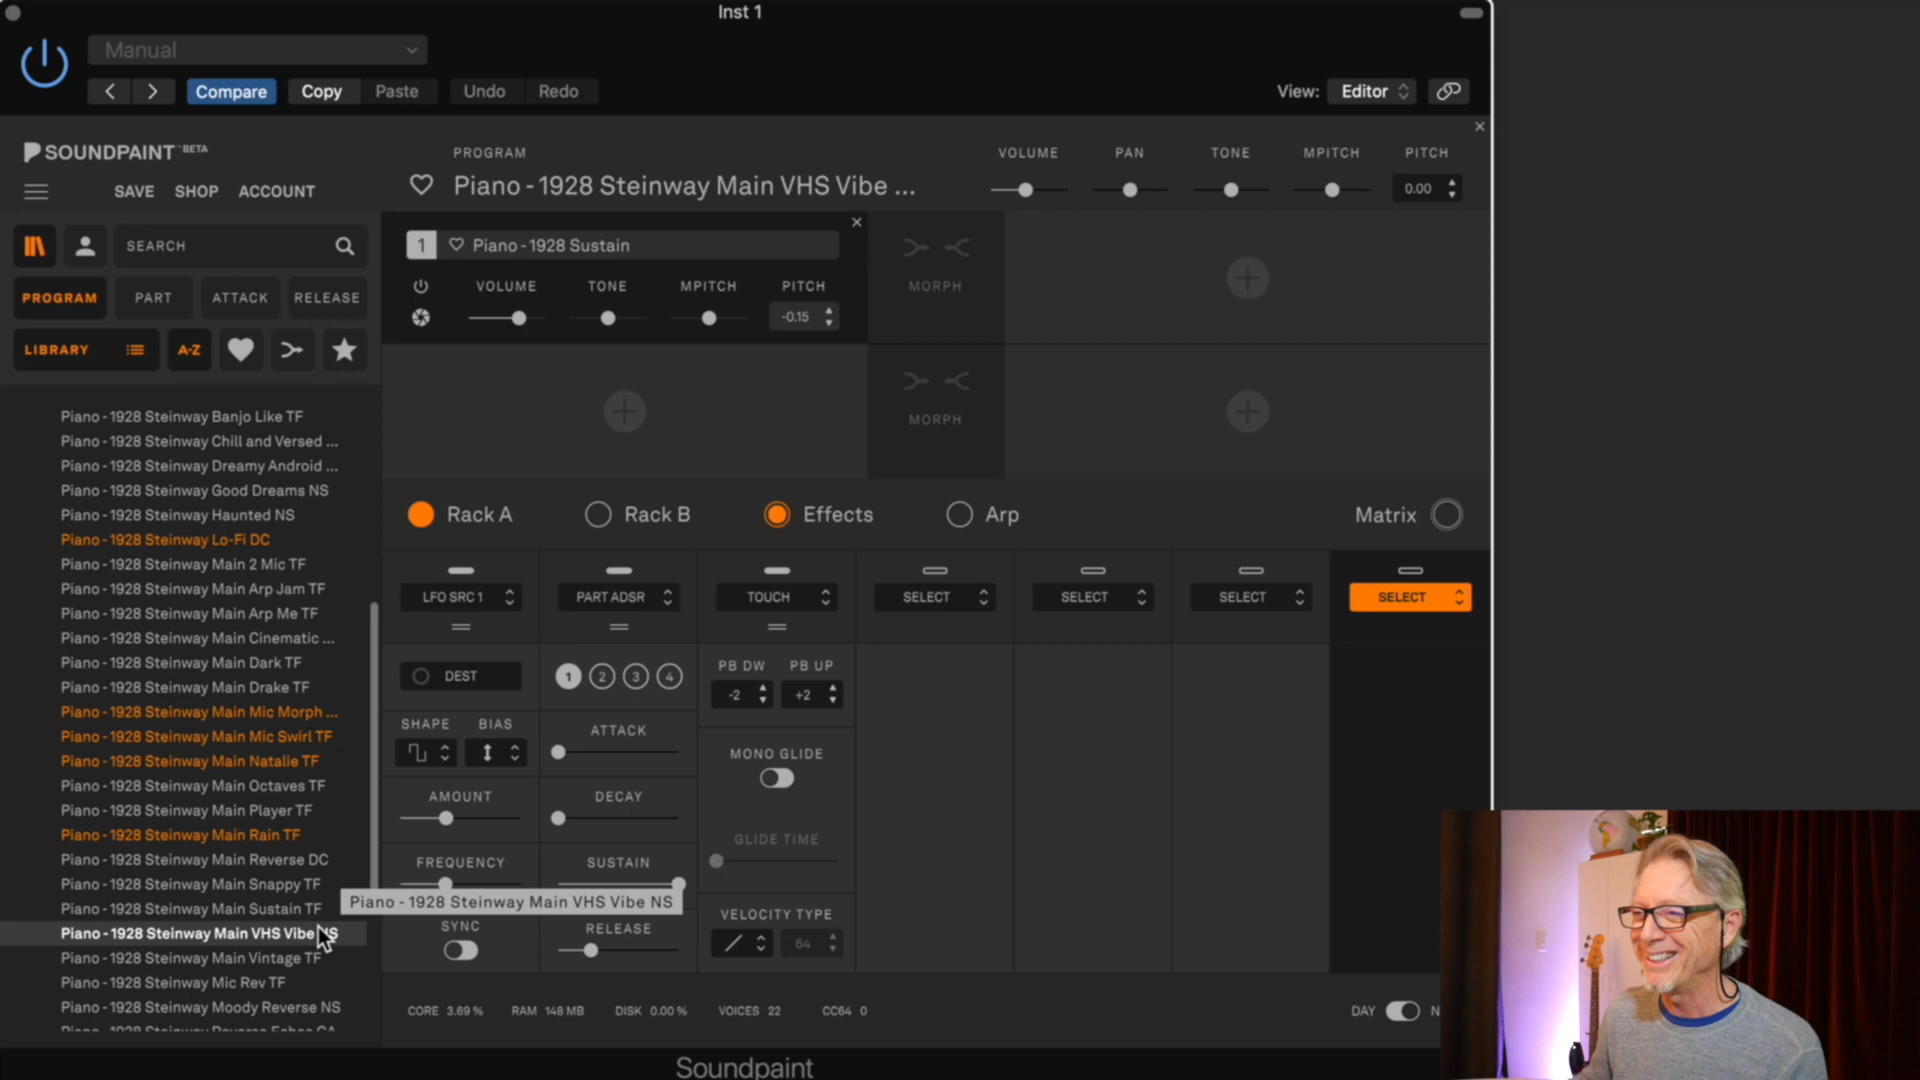 Inst 1
Manual
Compare Copy Paste Undo Redo View: Editor
SOUNDPAINT™ BETA
SAVE SHOP ACCOUNT
PROGRAM
Piano - 1928 Steinway Main VHS Vibe ...
VOLUME PAN TONE MPITCH PITCH
0.00
SEARCH
PROGRAM PART ATTACK RELEASE
LIBRARY A-Z
1 Piano - 1928 Sustain
VOLUME TONE MPITCH PITCH
-0.15
MORPH
MORPH
Piano - 1928 Steinway Banjo Like TF
Piano - 1928 Steinway Chill and Versed ...
Piano - 1928 Steinway Dreamy Android ...
Piano - 1928 Steinway Good Dreams NS
Piano - 1928 Steinway Haunted NS
Piano - 1928 Steinway Lo-Fi DC
Piano - 1928 Steinway Main 2 Mic TF
Piano - 1928 Steinway Main Arp Jam TF
Piano - 1928 Steinway Main Arp Me TF
Piano - 1928 Steinway Main Cinematic ...
Piano - 1928 Steinway Main Dark TF
Piano - 1928 Steinway Main Drake TF
Piano - 1928 Steinway Main Mic Morph ...
Piano - 1928 Steinway Main Mic Swirl TF
Piano - 1928 Steinway Main Natalie TF
Piano - 1928 Steinway Main Octaves TF
Piano - 1928 Steinway Main Player TF
Piano - 1928 Steinway Main Rain TF
Piano - 1928 Steinway Main Reverse DC
Piano - 1928 Steinway Main Snappy TF
Piano - 1928 Steinway Main Sustain TF
Piano - 1928 Steinway Main VHS Vibe NS
Piano - 1928 Steinway Main Vintage TF
Piano - 1928 Steinway Mic Rev TF
Piano - 1928 Steinway Moody Reverse NS
Rack A Rack B Effects Arp Matrix
LFO SRC 1 PART ADSR TOUCH SELECT SELECT SELECT SELECT
DEST 1 2 3 4 PB DW PB UP
-2 +2
SHAPE BIAS ATTACK
MONO GLIDE
AMOUNT DECAY
GLIDE TIME
FREQUENCY SUSTAIN
Piano - 1928 Steinway Main VHS Vibe NS
VELOCITY TYPE
SYNC RELEASE
64
CORE 3.69 % RAM 148 MB DISK 0.00 % VOICES 22 CC64 0 DAY N
Soundpaint